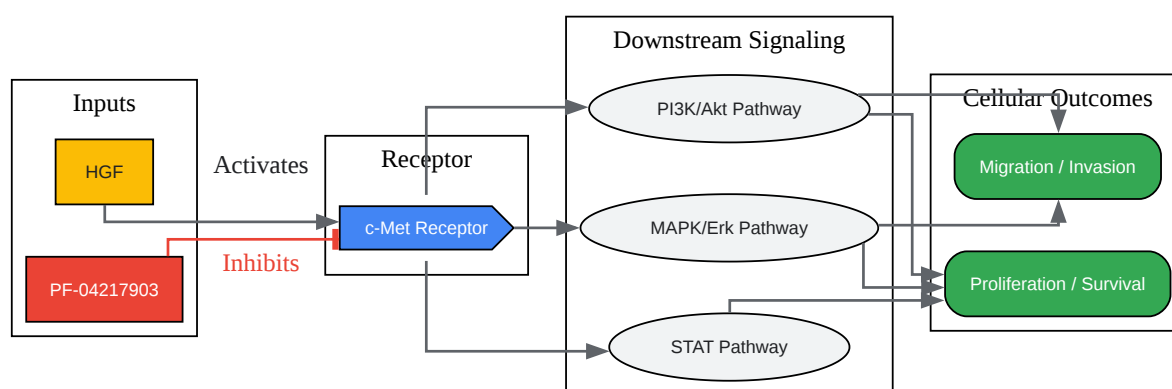 Inputs
HGF
PF-04217903
Activates
Inhibits
Receptor
c-Met Receptor
Downstream Signaling
PI3K/Akt Pathway
MAPK/Erk Pathway
STAT Pathway
Cellular Outcomes
Migration / Invasion
Proliferation / Survival